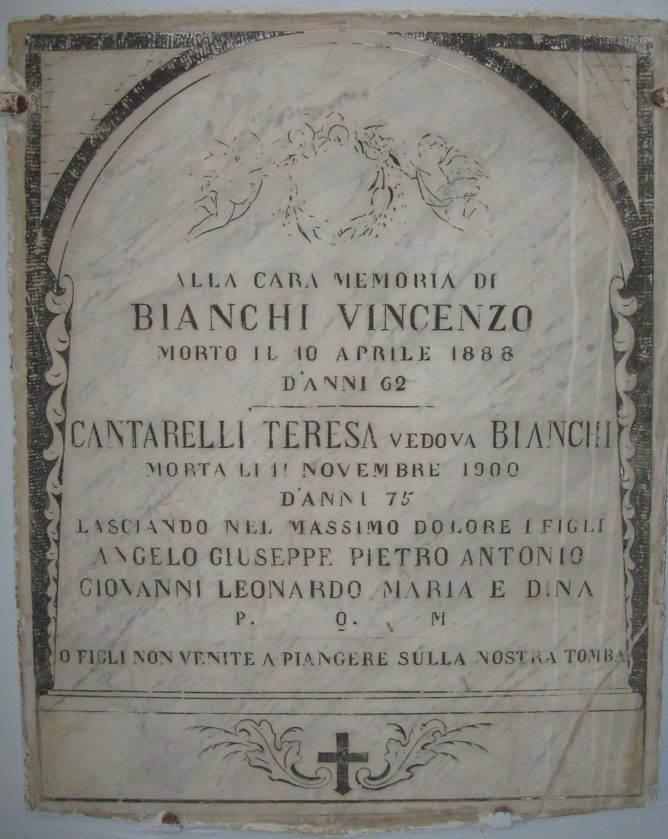 ALLA CARA MEMORIA DI
BIANCHI VINCENZO
MORTO IL 10 APRILE 1888
D'ANNI 62
CANTARELLI TERESA VEDOVA BIANCHI
MORTA LI 11 NOVEMBRE 1900
D'ANNI 75
LASCIANDO NEL MASSIMO DOLORE I FIGLI
ANGELO GIUSEPPE PIETRO ANTONIO
GIOVANNI LEONARDO MARIA E DINA
P. Q. M
O FIGLI NON VENITE A PIANGERE SULLA NOSTRA TOMBA